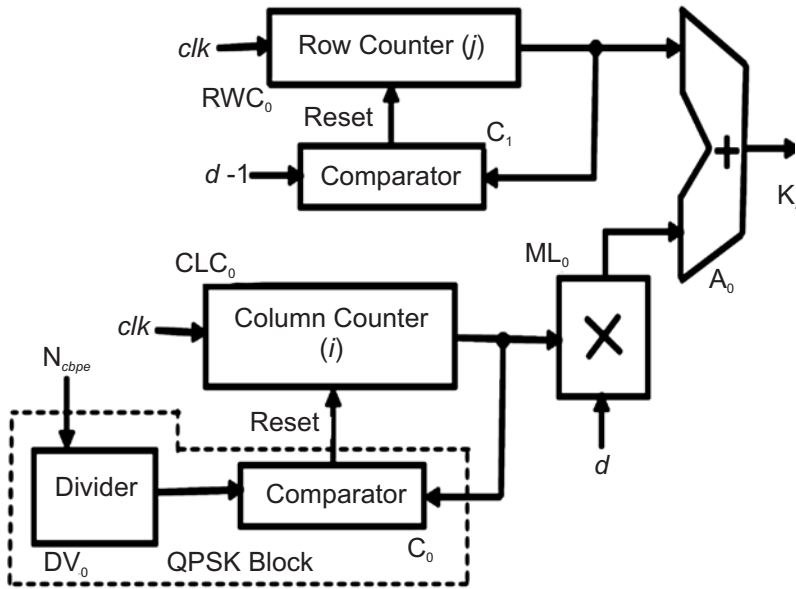 clk
Row Counter (j)
RWC₀
Reset
C₁
d -1
Comparator
+
K
CLC₀
ML₀
A₀
clk
Column Counter
(i)
×
N_cbpe
Reset
d
Divider
Comparator
DV₀
QPSK Block
C₀